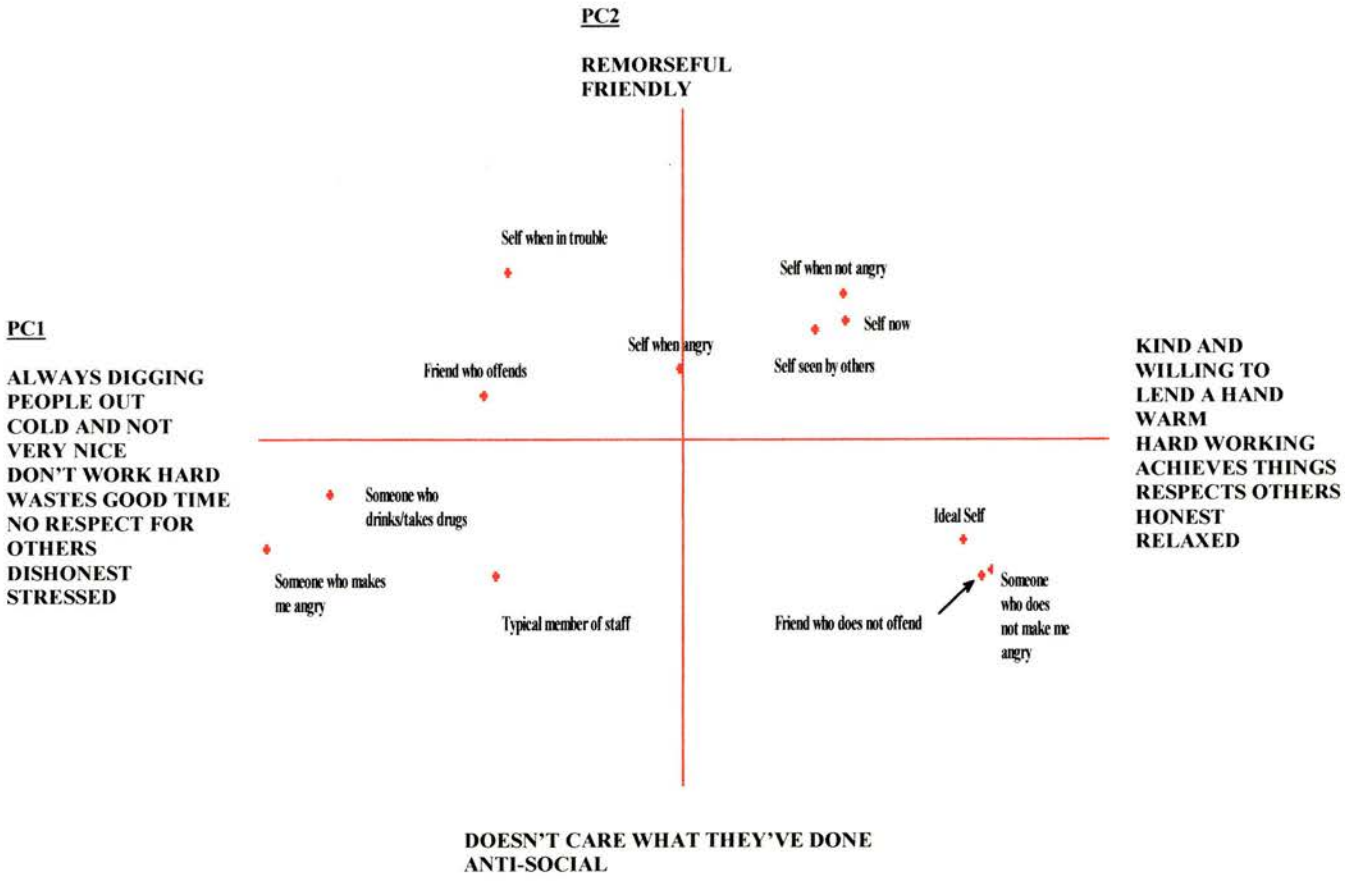 PC2
REMORSEFUL
FRIENDLY
Self when in trouble
Self when not angry
PC1
Self now
Self when angry
Self seen by others
Friend who offends
ALWAYS DIGGING
PEOPLE OUT
COLD AND NOT
VERY NICE
DON'T WORK HARD
WASTES GOOD TIME
NO RESPECT FOR
OTHERS
DISHONEST
STRESSED
KIND AND
WILLING TO
LEND A HAND
WARM
HARD WORKING
ACHIEVES THINGS
RESPECTS OTHERS
HONEST
RELAXED
Someone who
drinks/takes drugs
Ideal Self
Someone who makes
me angry
Typical member of staff
Friend who does not offend
Someone
who does
not make me
angry
DOESN'T CARE WHAT THEY'VE DONE
ANTI-SOCIAL